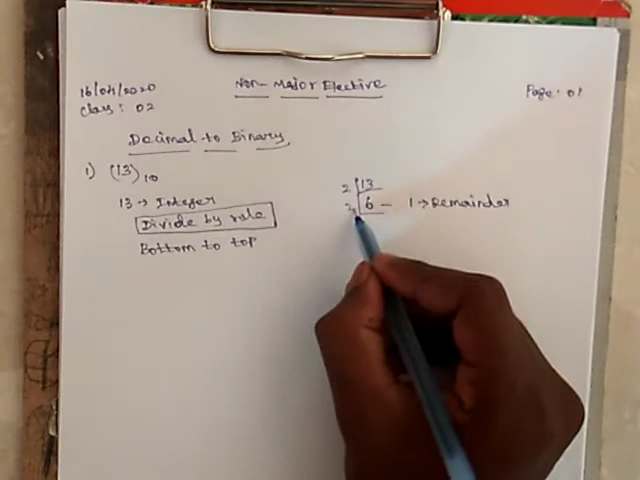 16/04/2020
Non-Major Elective
Page: 01
Class: 02
Decimal to Binary
1) (13)10
13 → Integer
Divide by rule
Bottom to top
2 | 13
2 | 6 - 1 → Remainder